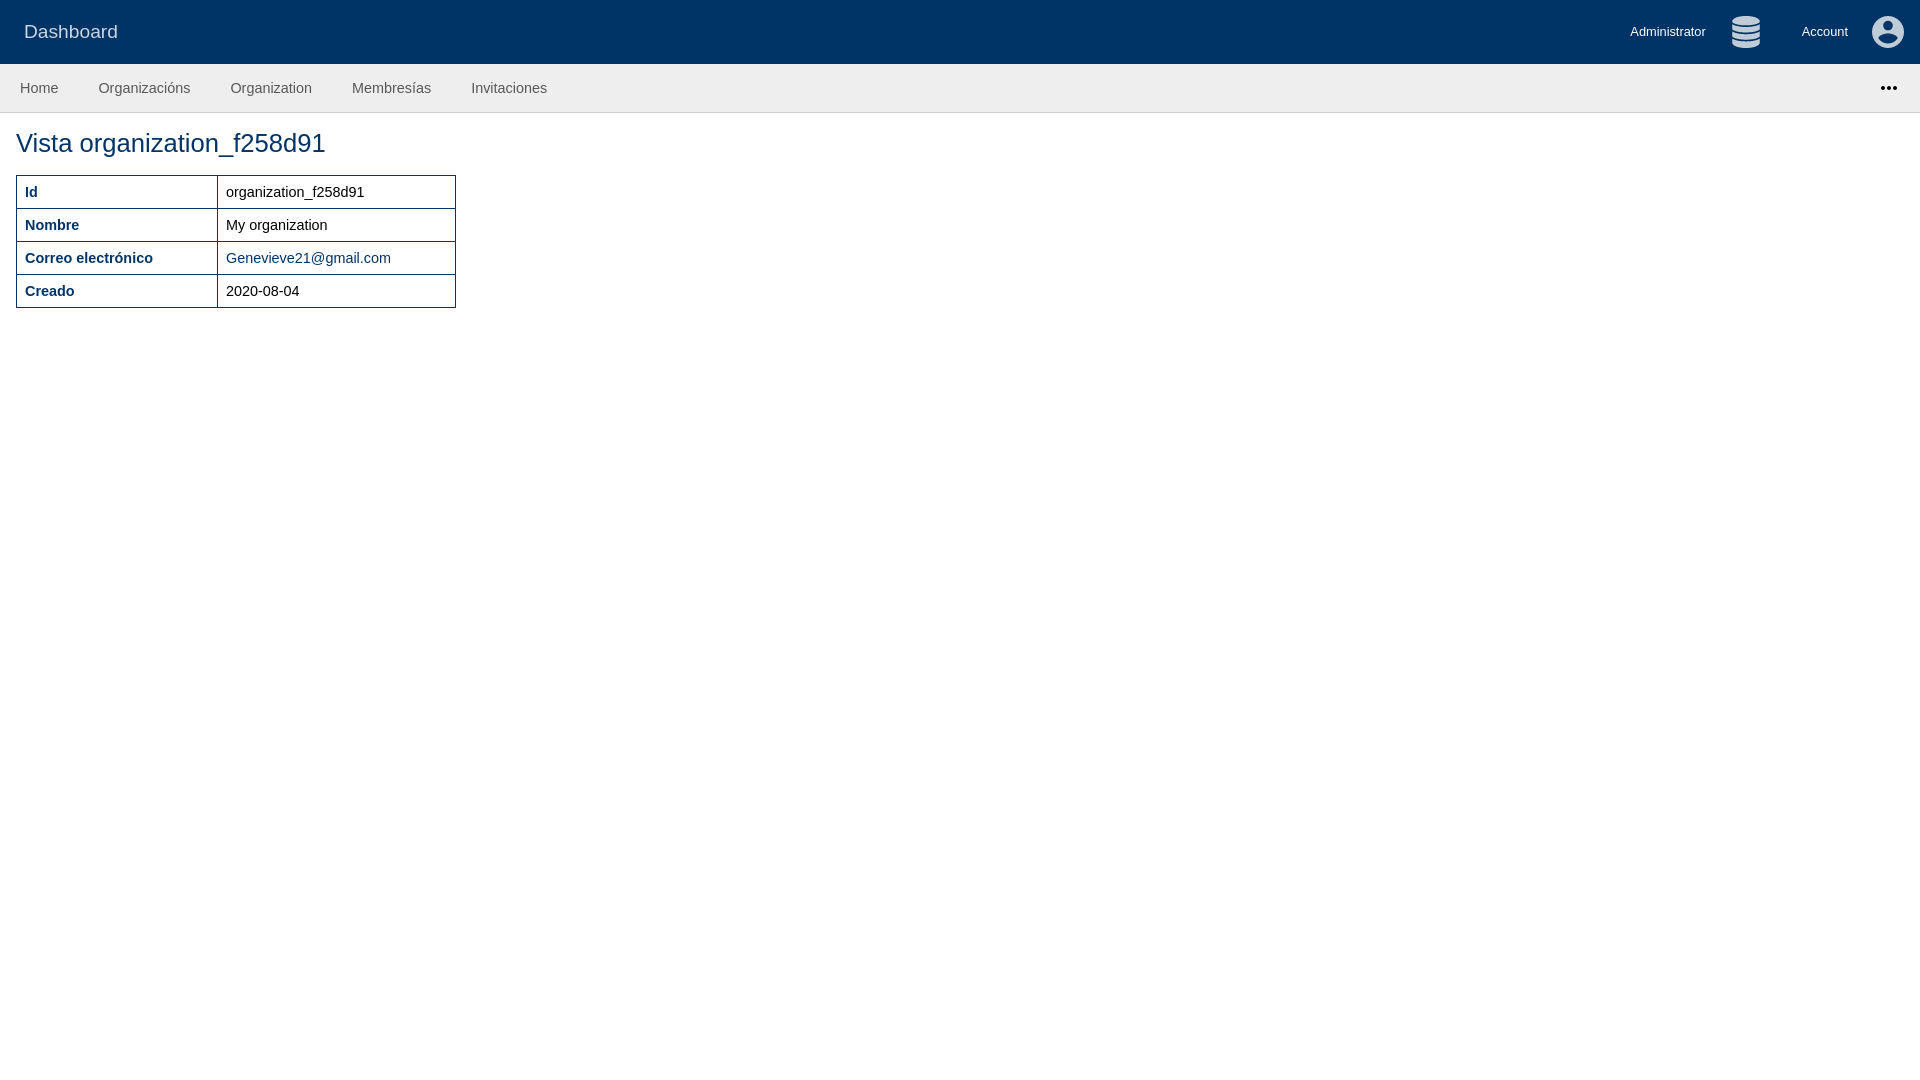 Dashboard
Administrator
Account
Home
Organizacións
Organization
Membresías
Invitaciones
Vista organization_f258d91
Id organization_f258d91
Nombre My organization
Correo electrónico Genevieve21@gmail.com
Creado 2020-08-04